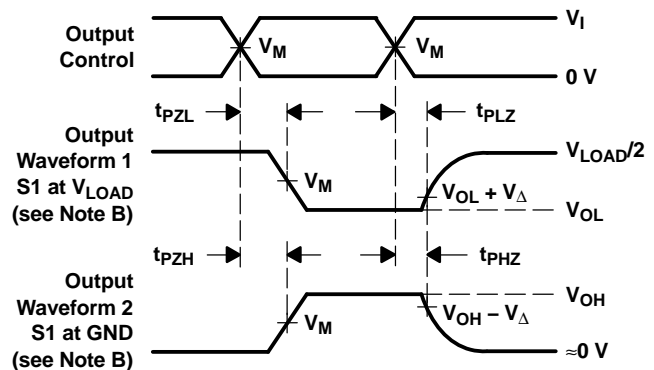 Output
Control
V_M
V_M
V_I
0 V
t_PZL
t_PLZ
Output
Waveform 1
S1 at V_LOAD
(see Note B)
V_M
V_LOAD/2
V_OL + V_Δ
V_OL
t_PZH
t_PHZ
Output
Waveform 2
S1 at GND
(see Note B)
V_M
V_OH
V_OH − V_Δ
≈0 V